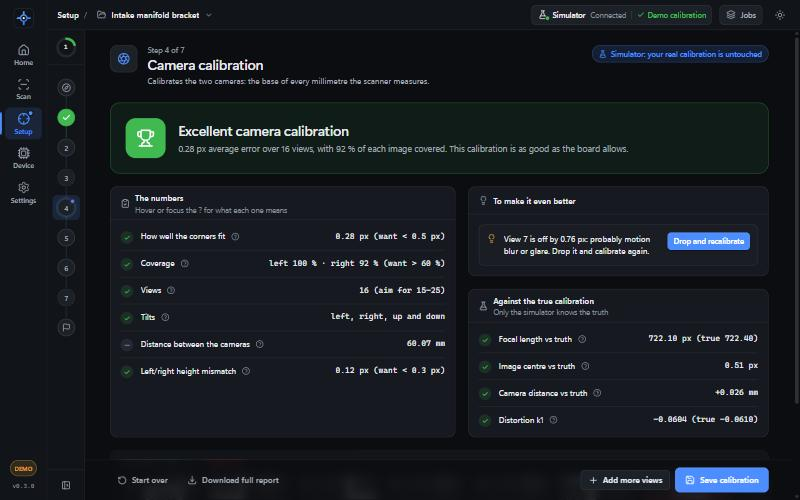 Setup /
Intake manifold bracket
Simulator Connected
Demo calibration
Jobs
1
Home
Scan
Setup
Device
Settings
2
3
4
5
6
7
DEMO
v0.3.0
Step 4 of 7
Camera calibration
Calibrates the two cameras: the base of every millimetre the scanner measures.
Simulator: your real calibration is untouched
Excellent camera calibration
0.28 px average error over 16 views, with 92 % of each image covered. This calibration is as good as the board allows.
The numbers
Hover or focus the ? for what each one means
How well the corners fit ? 0.28 px (want < 0.5 px)
Coverage ? left 100 % · right 92 % (want > 60 %)
Views ? 16 (aim for 15–25)
Tilts ? left, right, up and down
Distance between the cameras ? 60.07 mm
Left/right height mismatch ? 0.12 px (want < 0.3 px)
To make it even better
View 7 is off by 0.76 px: probably motion
blur or glare. Drop it and calibrate again.
Drop and recalibrate
Against the true calibration
Only the simulator knows the truth
Focal length vs truth ? 722.10 px (true 722.40)
Image centre vs truth ? 0.51 px
Camera distance vs truth ? +0.026 mm
Distortion k1 ? −0.0604 (true −0.0610)
Start over
Download full report
Add more views
Save calibration